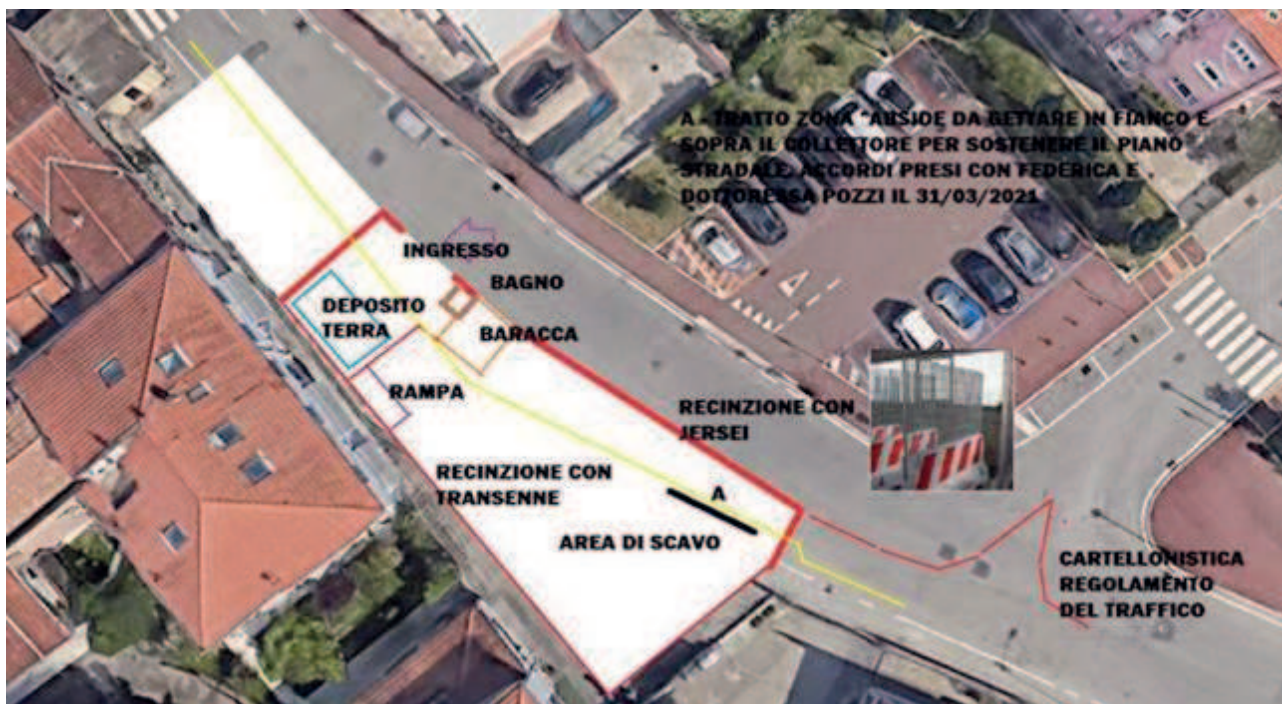 A - TRATTO ZONA "ABSIDE DA GETTARE IN FIANCO E
SOPRA IL COLLETTORE PER SOSTENERE IL PIANO
STRADALE. ACCORDI PRESI CON FEDERICA E
DOTTORESSA POZZI IL 31/03/2021
INGRESSO
BAGNO
DEPOSITO
TERRA
BARACCA
RAMPA
RECINZIONE CON
JERSEI
RECINZIONE CON
TRANSENNE
A
AREA DI SCAVO
CARTELLONISTICA
REGOLAMENTO
DEL TRAFFICO